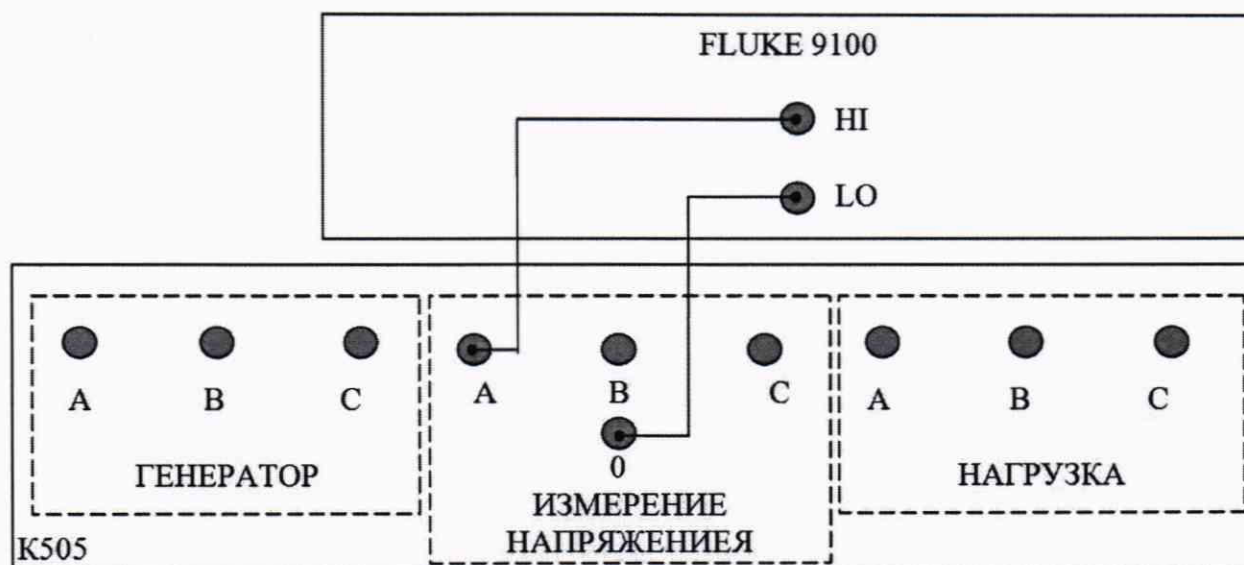 FLUKE 9100
HI
LO
A
B
C
ГЕНЕРАТОР
A
B
C
0
ИЗМЕРЕНИЕ
НАПРЯЖЕНИЕЯ
A
B
C
НАГРУЗКА
К505